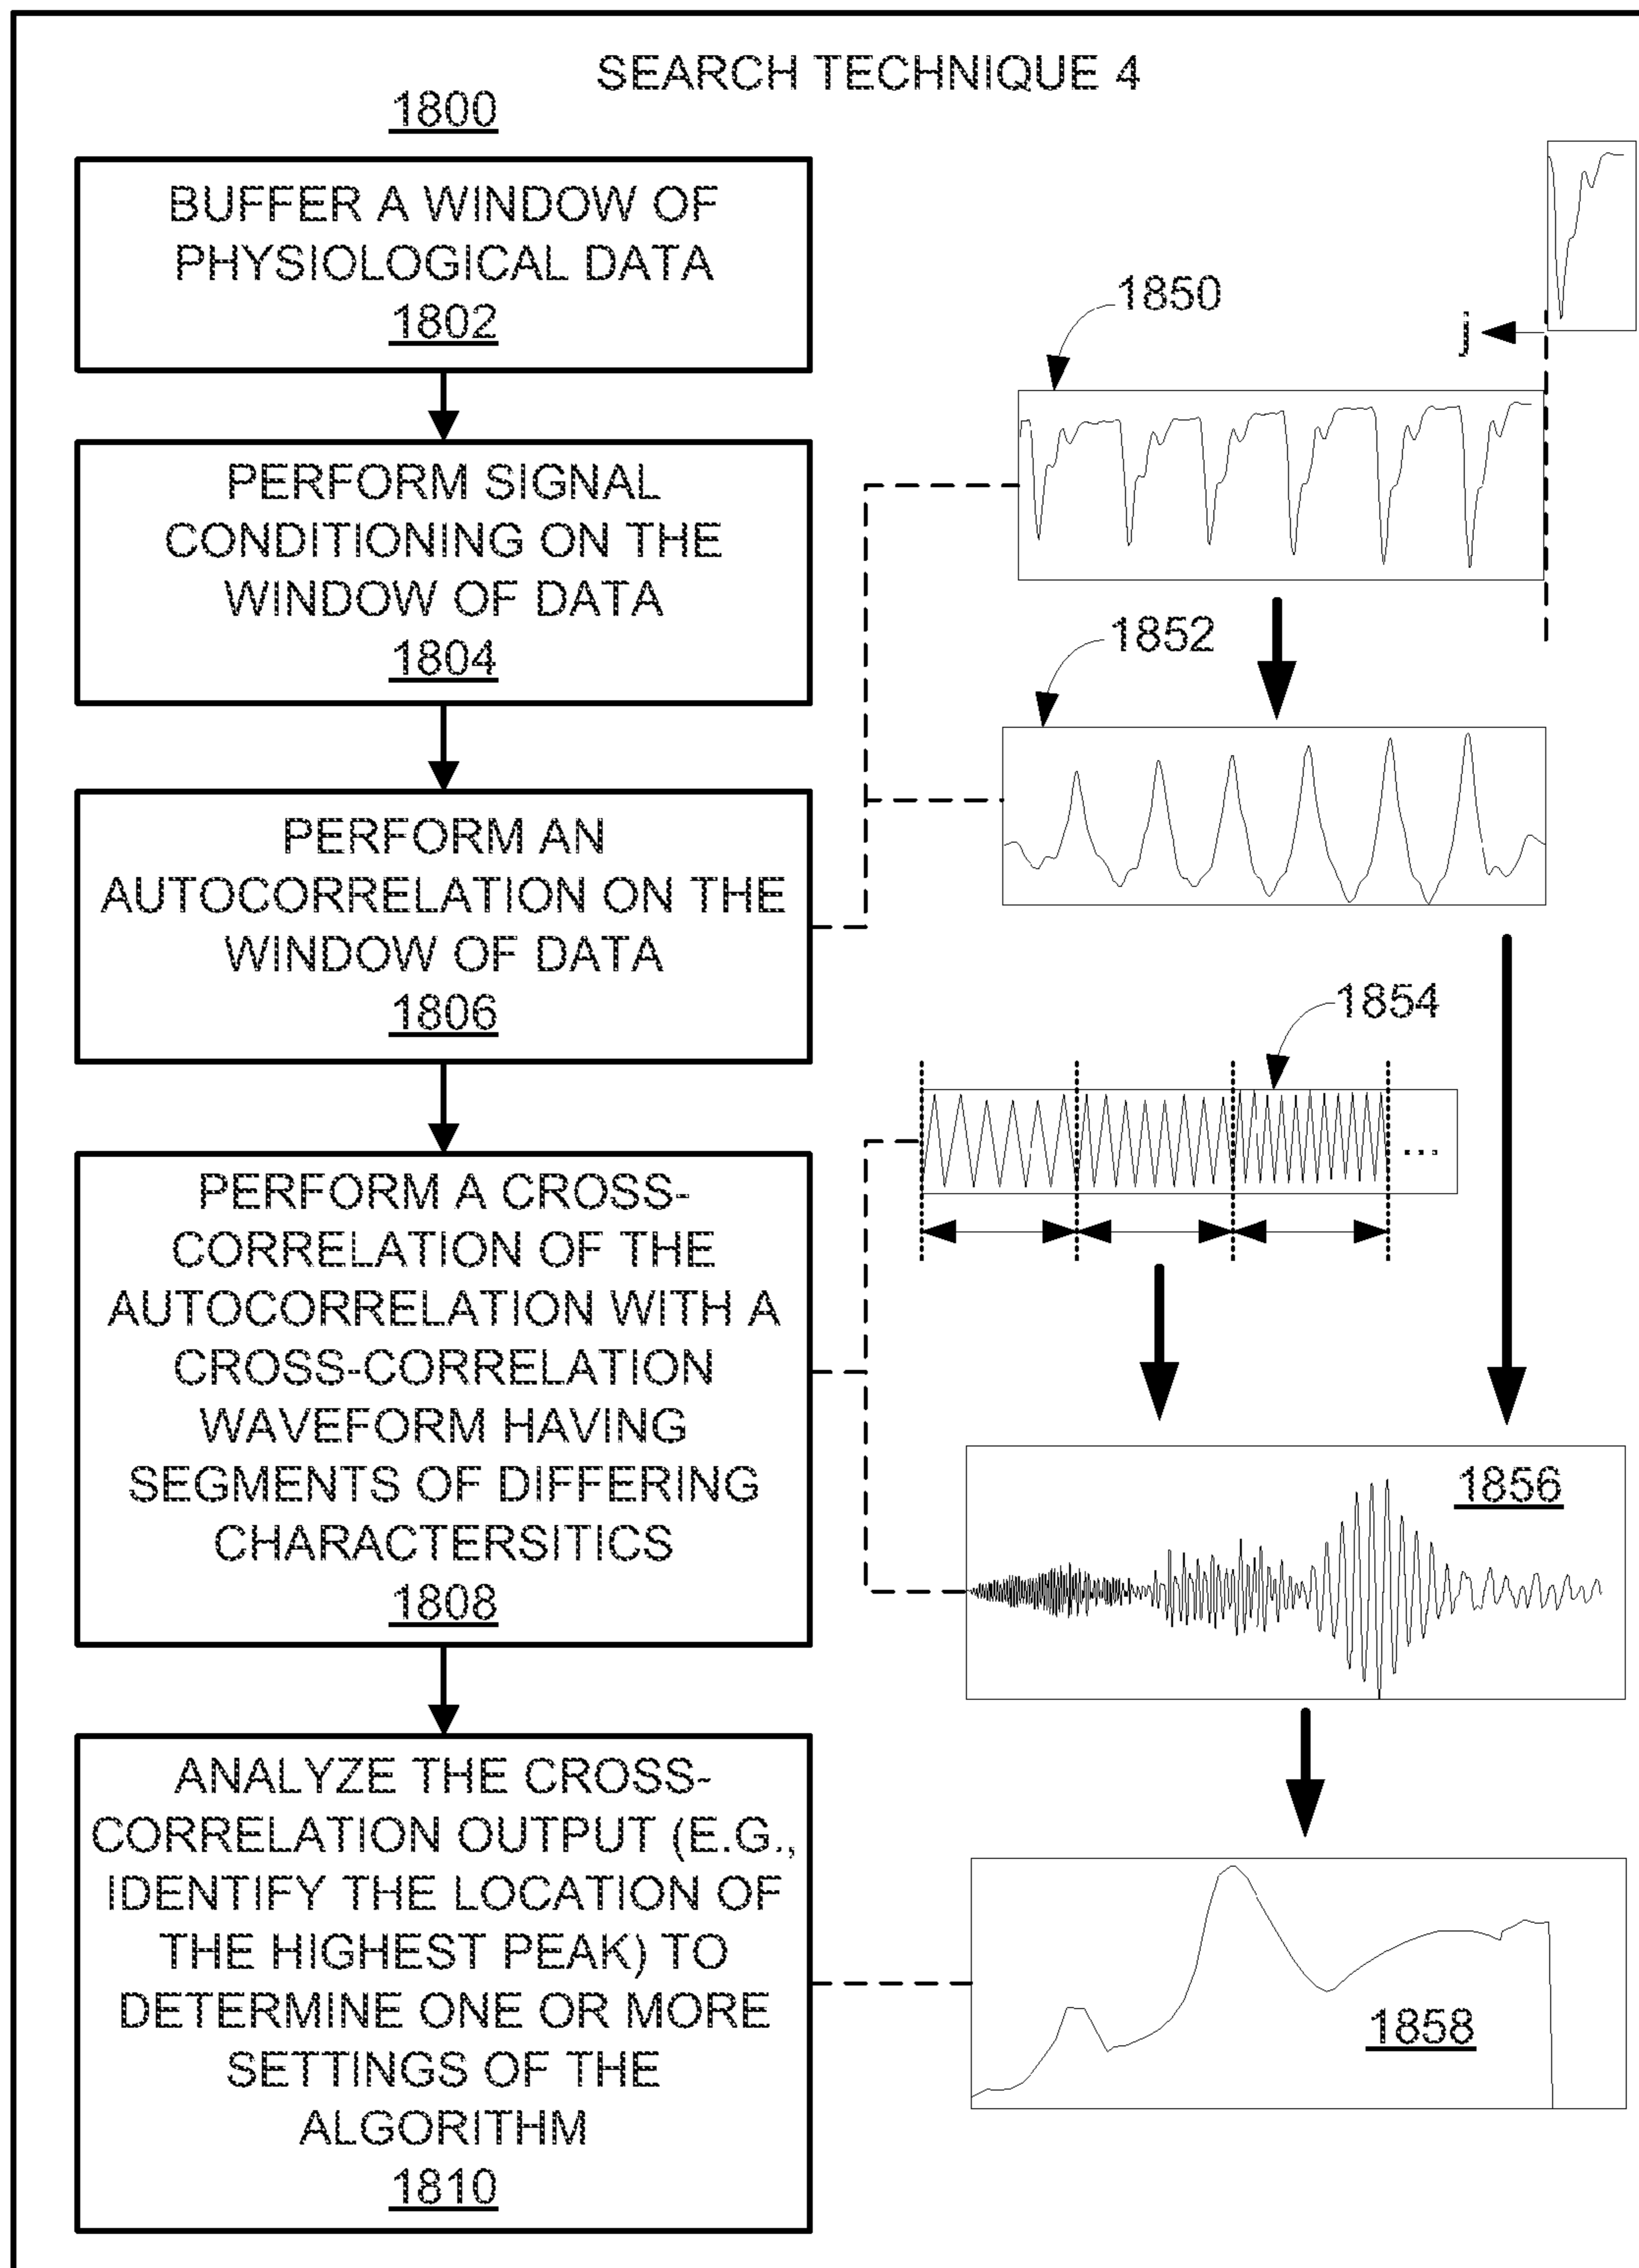 SEARCH TECHNIQUE 4
1800
BUFFER A WINDOW OF
PHYSIOLOGICAL DATA
1802
PERFORM SIGNAL
CONDITIONING ON THE
WINDOW OF DATA
1804
PERFORM AN
AUTOCORRELATION ON THE
WINDOW OF DATA
1806
PERFORM A CROSS-
CORRELATION OF THE
AUTOCORRELATION WITH A
CROSS-CORRELATION
WAVEFORM HAVING
SEGMENTS OF DIFFERING
CHARACTERSITICS
1808
ANALYZE THE CROSS-
CORRELATION OUTPUT (E.G.,
IDENTIFY THE LOCATION OF
THE HIGHEST PEAK) TO
DETERMINE ONE OR MORE
SETTINGS OF THE
ALGORITHM
1810
j
1850
1852
1854
...
1856
1858